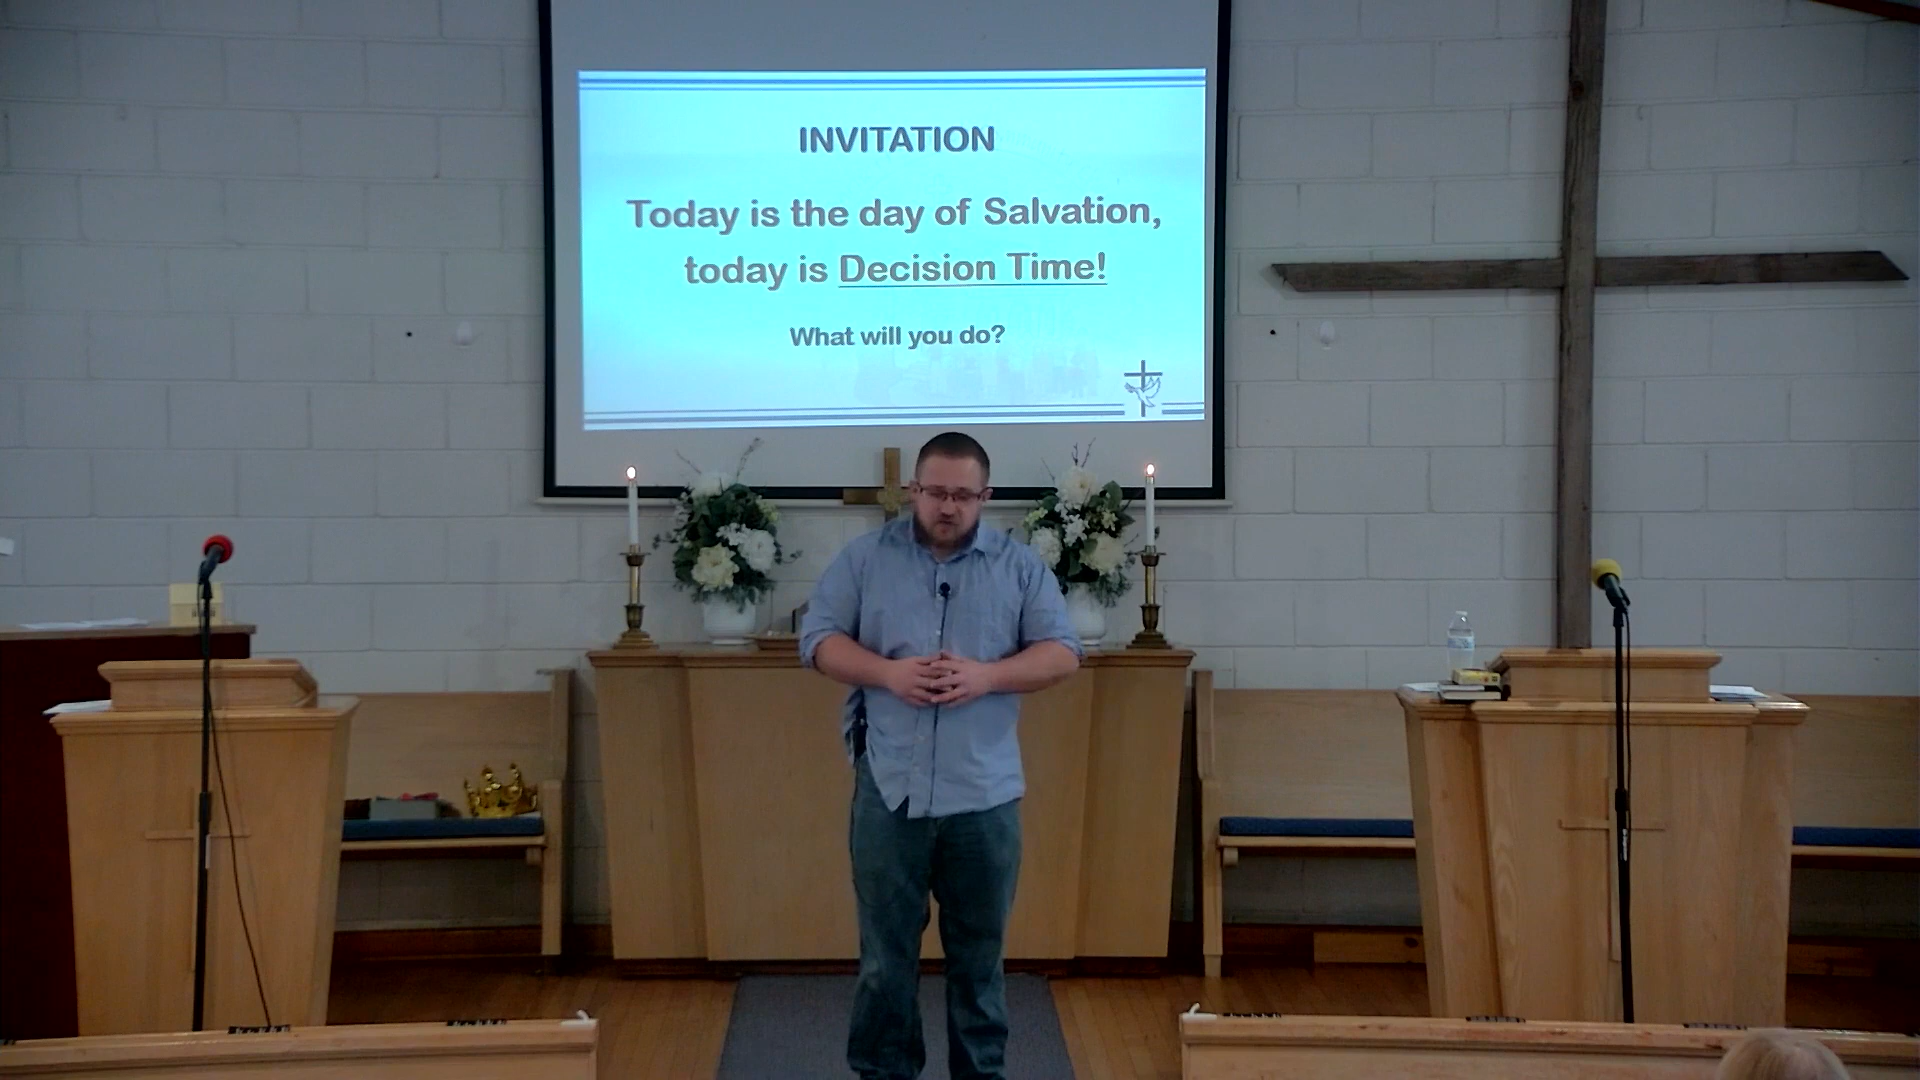 INVITATION
Today is the day of Salvation,
today is Decision Time!
What will you do?